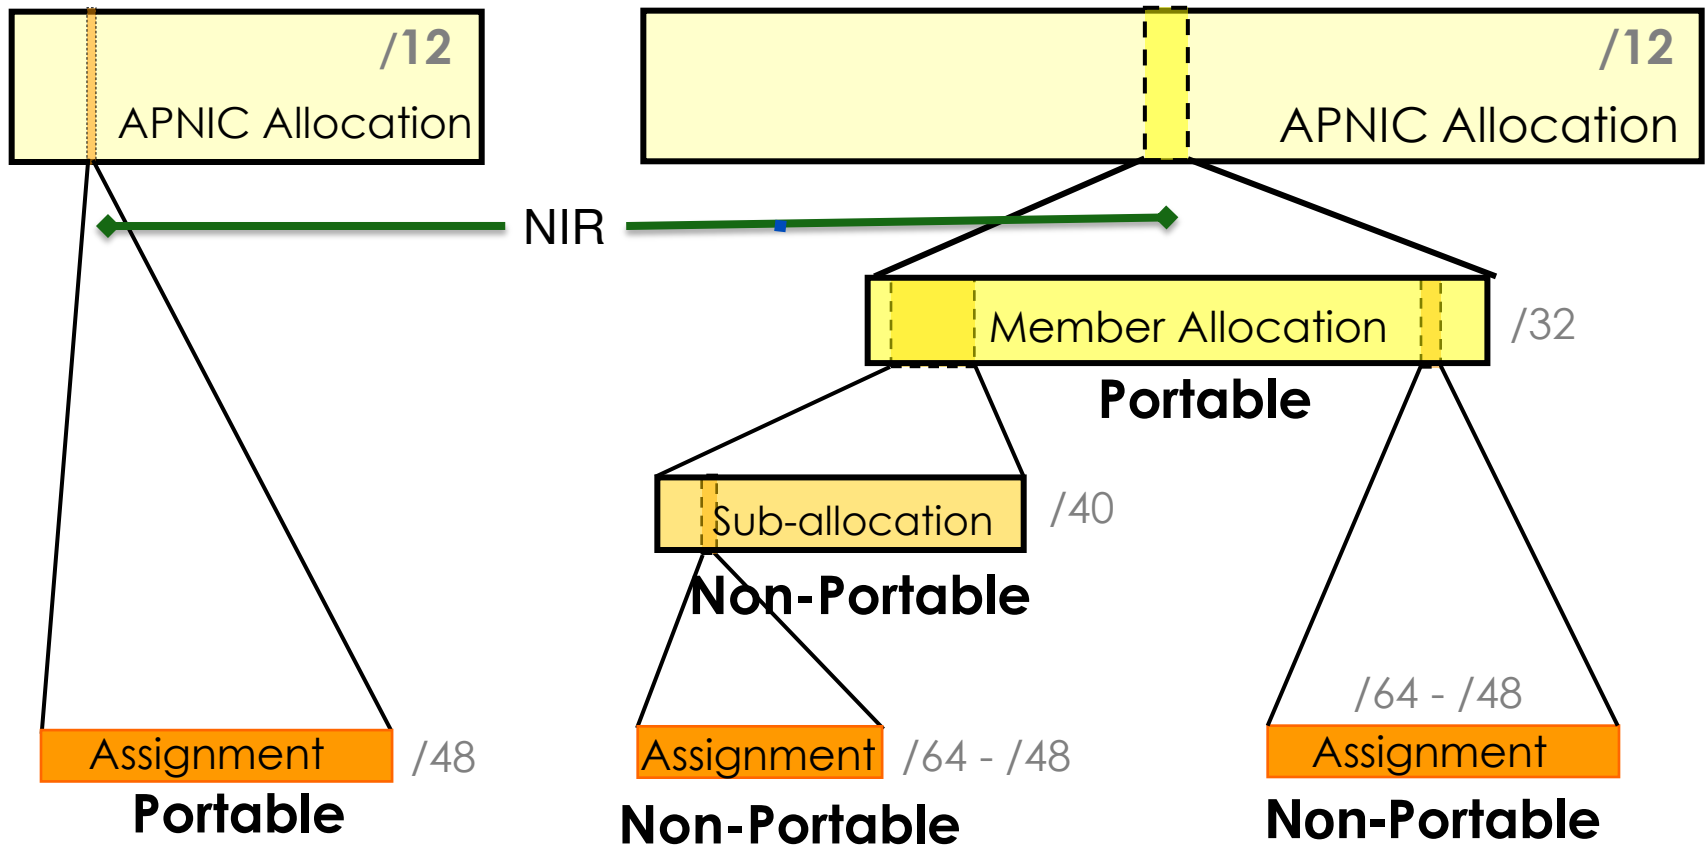 /12
APNIC Allocation
/12
APNIC Allocation
NIR
Member Allocation
/32
Portable
Sub-allocation
/40
Non-Portable
/64 - /48
Assignment
/48
Portable
Assignment
/64 - /48
Non-Portable
Assignment
Non-Portable